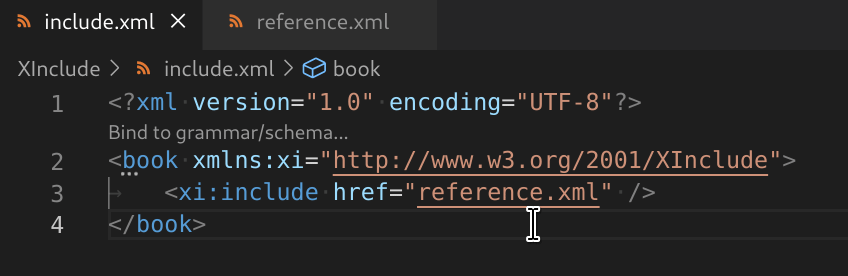 include.xml reference.xml
XInclude > include.xml > book
1 <?xml version="1.0" encoding="UTF-8"?>
Bind to grammar/schema...
2 <book xmlns:xi="http://www.w3.org/2001/XInclude">
3 <xi:include href="reference.xml" />
4 </book>